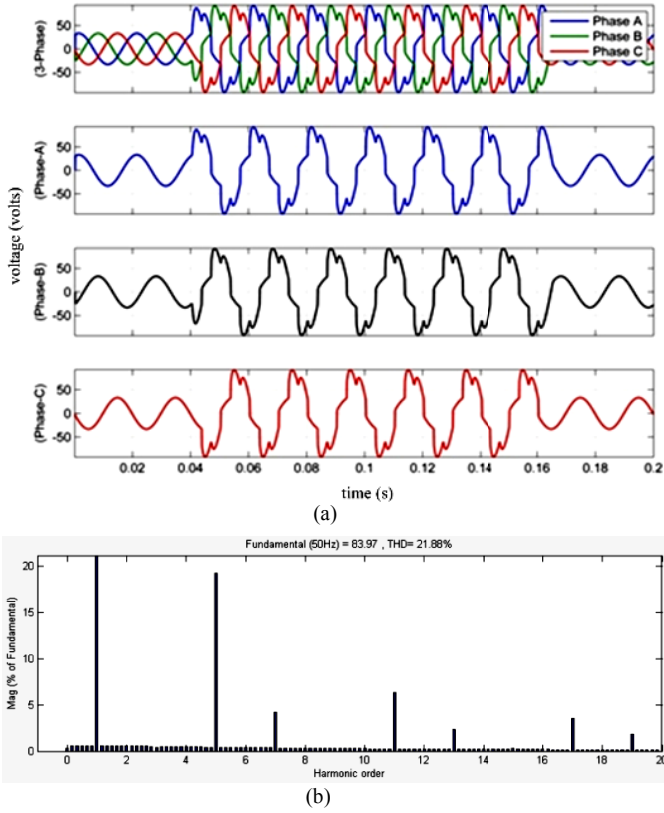 Phase A
Phase B
Phase C
(3-Phase)
50
0
-50
(Phase-A)
50
0
-50
voltage (volts)
(Phase-B)
50
0
-50
(Phase-C)
50
0
-50
0.02 0.04 0.06 0.08 0.1 0.12 0.14 0.16 0.18 0.2
time (s)
(a)
Fundamental (50Hz) = 83.97 , THD= 21.88%
Mag (% of Fundamental)
20
15
10
5
0
0 2 4 6 8 10 12 14 16 18 20
Harmonic order
(b)